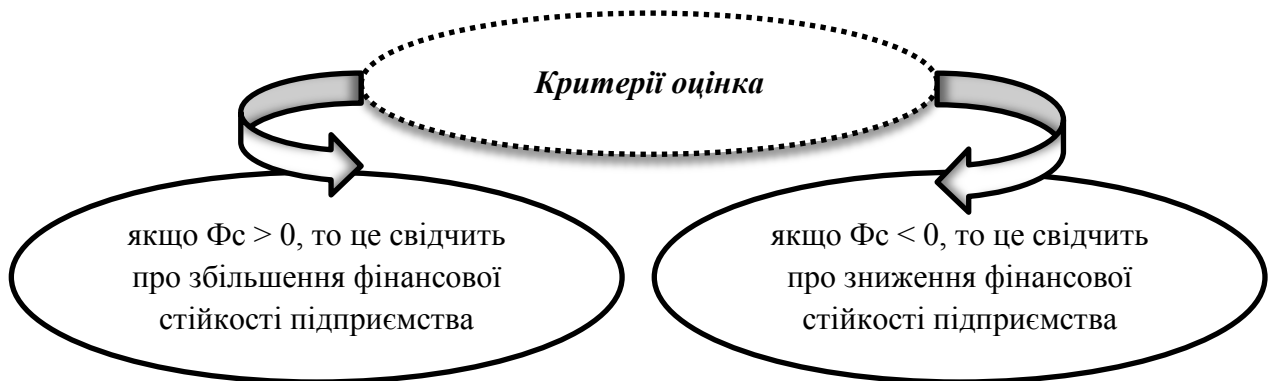 Критерії оцінка
якщо Фс > 0, то це свідчить
про збільшення фінансової
стійкості підприємства
якщо Фс < 0, то це свідчить
про зниження фінансової
стійкості підприємства